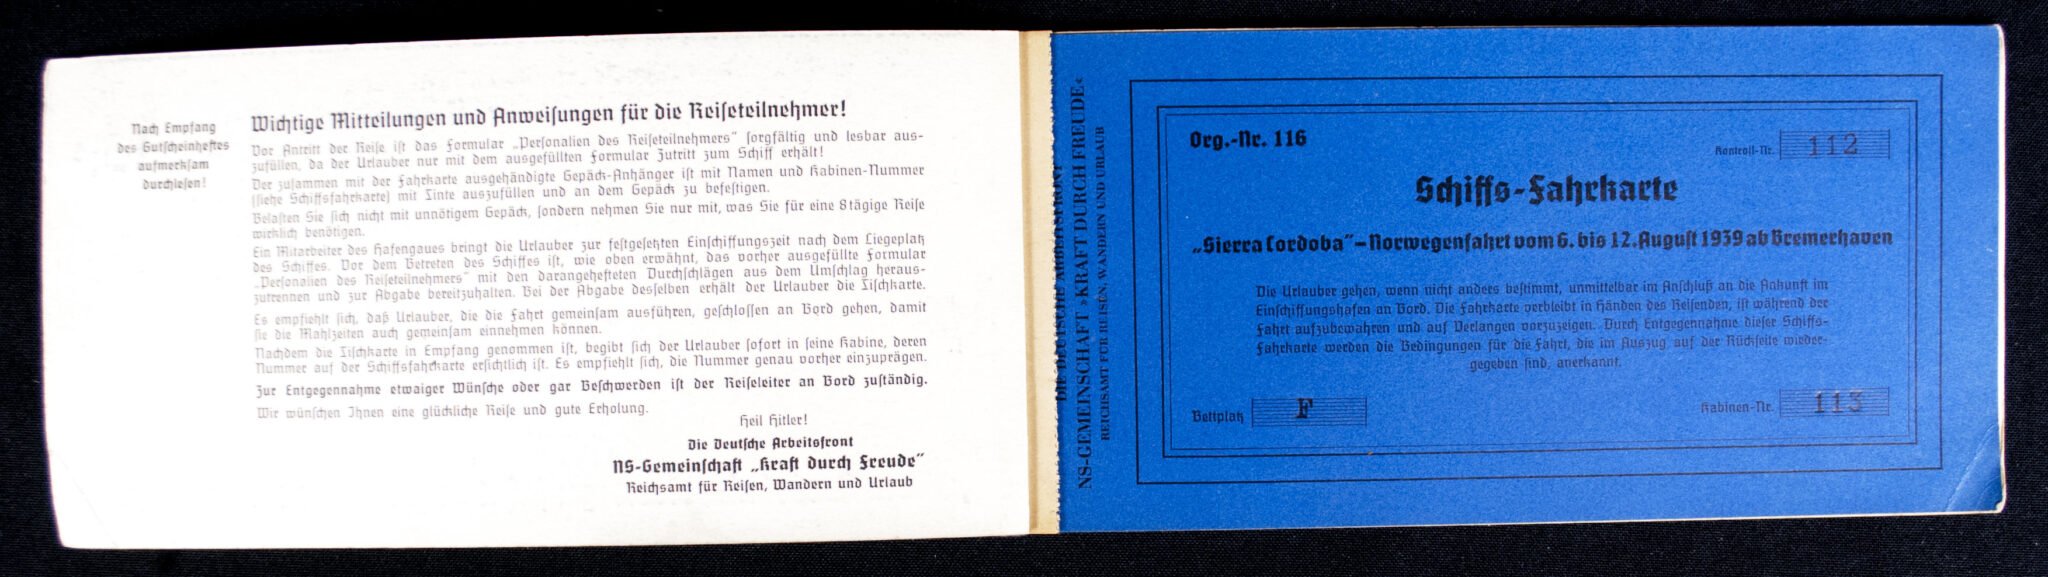 Nach Empfang
des Gutscheinheftes
aufmerksam
durchlesen!
Wichtige Mitteilungen und Anweisungen für die Reiseteilnehmer!
Vor Antritt der Reise ist das Formular „Personalien des Reiseteilnehmers“ sorgfältig und lesbar aus-
zufüllen, da der Urlauber nur mit dem ausgefüllten Formular Zutritt zum Schiff erhält!
Der zusammen mit der Fahrkarte ausgehändigte Gepäck-Anhänger ist mit Namen und Kabinen-Nummer
(siehe Schiffsfahrkarte) mit Tinte auszufüllen und an dem Gepäck zu befestigen.
Belasten Sie sich nicht mit unnötigem Gepäck, sondern nehmen Sie nur mit, was Sie für eine 8tägige Reise
wirklich benötigen.
Ein Mitarbeiter des Hafengaues bringt die Urlauber zur festgesetzten Einschiffungszeit nach dem Liegeplatz
des Schiffes. Vor dem Betreten des Schiffes ist, wie oben erwähnt, das vorher ausgefüllte Formular
„Personalien des Reiseteilnehmers“ mit den darangehefteten Durchschlägen aus dem Umschlag heraus-
zutrennen und zur Abgabe bereitzuhalten. Bei der Abgabe desselben erhält der Urlauber die Tischkarte.
Es empfiehlt sich, daß Urlauber, die die Fahrt gemeinsam ausführen, geschlossen an Bord gehen, damit
sie die Mahlzeiten auch gemeinsam einnehmen können.
Nachdem die Tischkarte in Empfang genommen ist, begibt sich der Urlauber sofort in seine Kabine, deren
Nummer auf der Schiffsfahrkarte ersichtlich ist. Es empfiehlt sich, die Nummer genau vorher einzuprägen.
Zur Entgegennahme etwaiger Wünsche oder gar Beschwerden ist der Reiseleiter an Bord zuständig.
Wir wünschen Ihnen eine glückliche Reise und gute Erholung.
Heil Hitler!
Die Deutsche Arbeitsfront
NS-Gemeinschaft „Kraft durch Freude“
Reichsamt für Reisen, Wandern und Urlaub
DIE DEUTSCHE ARBEITSFRONT
NS-GEMEINSCHAFT »KRAFT DURCH FREUDE«
REICHSAMT FÜR REISEN, WANDERN UND URLAUB
Org.-Nr. 116
Kontroll-Nr. 112
Schiffs-Fahrkarte
„Sierra Cordoba“ – Norwegenfahrt vom 6. bis 12. August 1939 ab Bremerhaven
Die Urlauber gehen, wenn nicht anders bestimmt, unmittelbar im Anschluß an die Ankunft im
Einschiffungshafen an Bord. Die Fahrkarte verbleibt in Händen des Reisenden, ist während der
Fahrt aufzubewahren und auf Verlangen vorzuzeigen. Durch Entgegennahme dieser Schiffs-
Fahrkarte werden die Bedingungen für die Fahrt, die im Auszug auf der Rückseite wieder-
gegeben sind, anerkannt.
Bettplatz F
Kabinen-Nr. 113